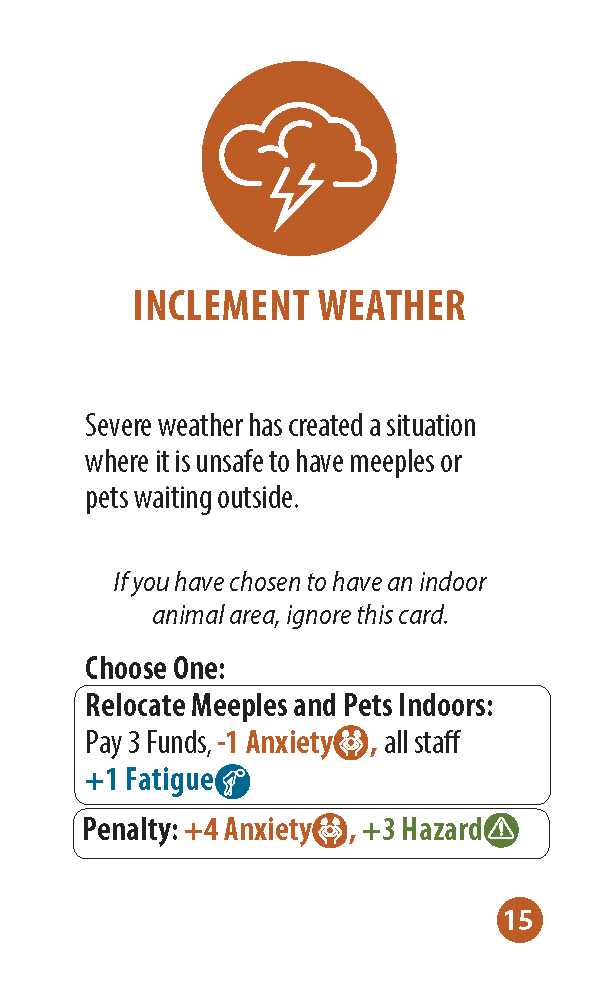 INCLEMENT WEATHER
Severe weather has created a situation
where it is unsafe to have meeples or
pets waiting outside.
If you have chosen to have an indoor
animal area, ignore this card.
Choose One:
Relocate Meeples and Pets Indoors:
Pay 3 Funds, -1 Anxiety, all staff
+1 Fatigue
Penalty: +4 Anxiety, +3 Hazard
15